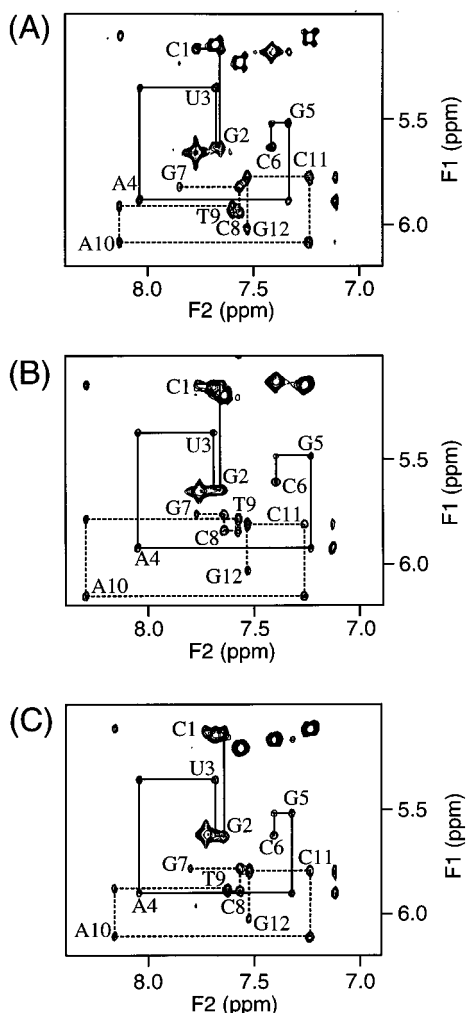 (A)
C1
U3
G2
G5
C6
C11
G7
A4
T9
C8
G12
A10
5.5
6.0
F1 (ppm)
8.0 7.5 7.0
F2 (ppm)
(B)
C1
U3
G2
G5
G7
T9
C6
C11
C8
A4
G12
A10
5.5
6.0
F1 (ppm)
8.0 7.5 7.0
F2 (ppm)
(C)
C1
U3
G2
G5
C6
G7
C11
T9
A4
C8
G12
A10
5.5
6.0
F1 (ppm)
8.0 7.5 7.0
F2 (ppm)